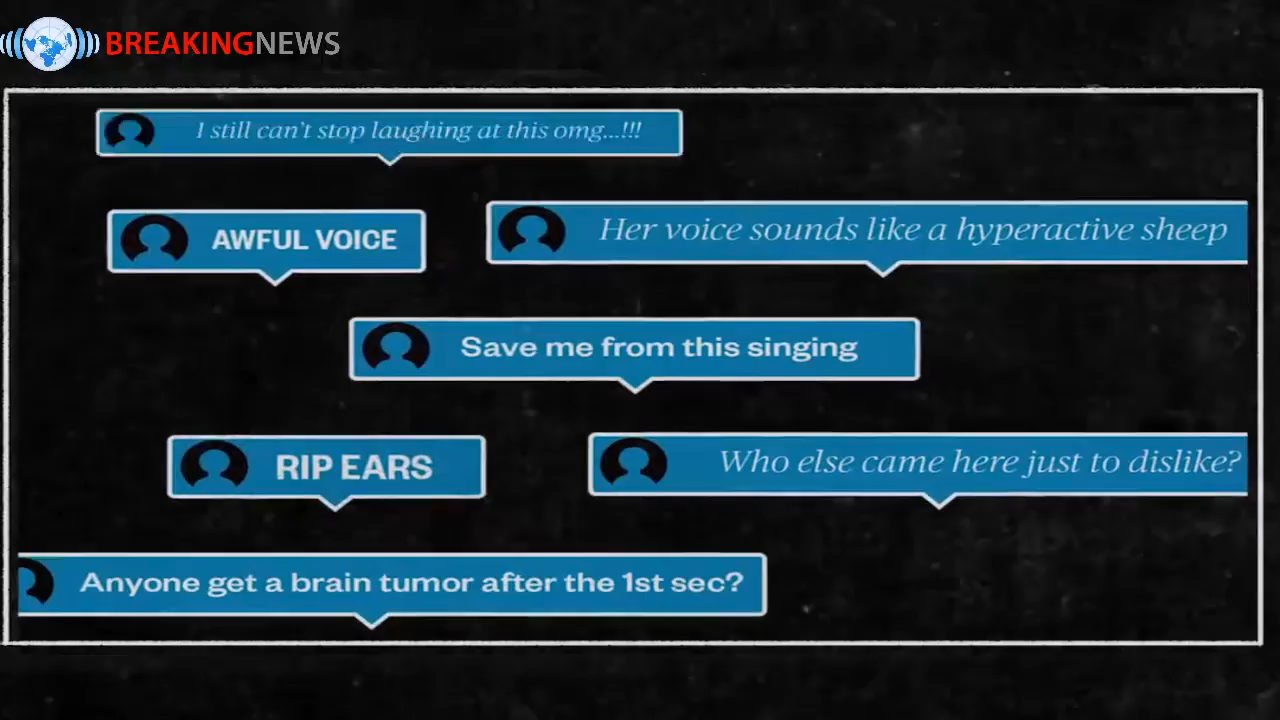 BREAKINGNEWS
I still can't stop laughing at this omg...!!!
AWFUL VOICE
Her voice sounds like a hyperactive sheep
Save me from this singing
RIP EARS
Who else came here just to dislike?
Anyone get a brain tumor after the 1st sec?